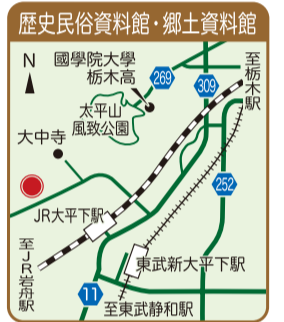 歴史民俗資料館・郷土資料館
N
國學院大學
栃木高
269
309
至栃木駅
太平山
風致公園
大中寺
252
JR大平下駅
東武新大平下駅
至JR岩舟駅
11
至東武静和駅